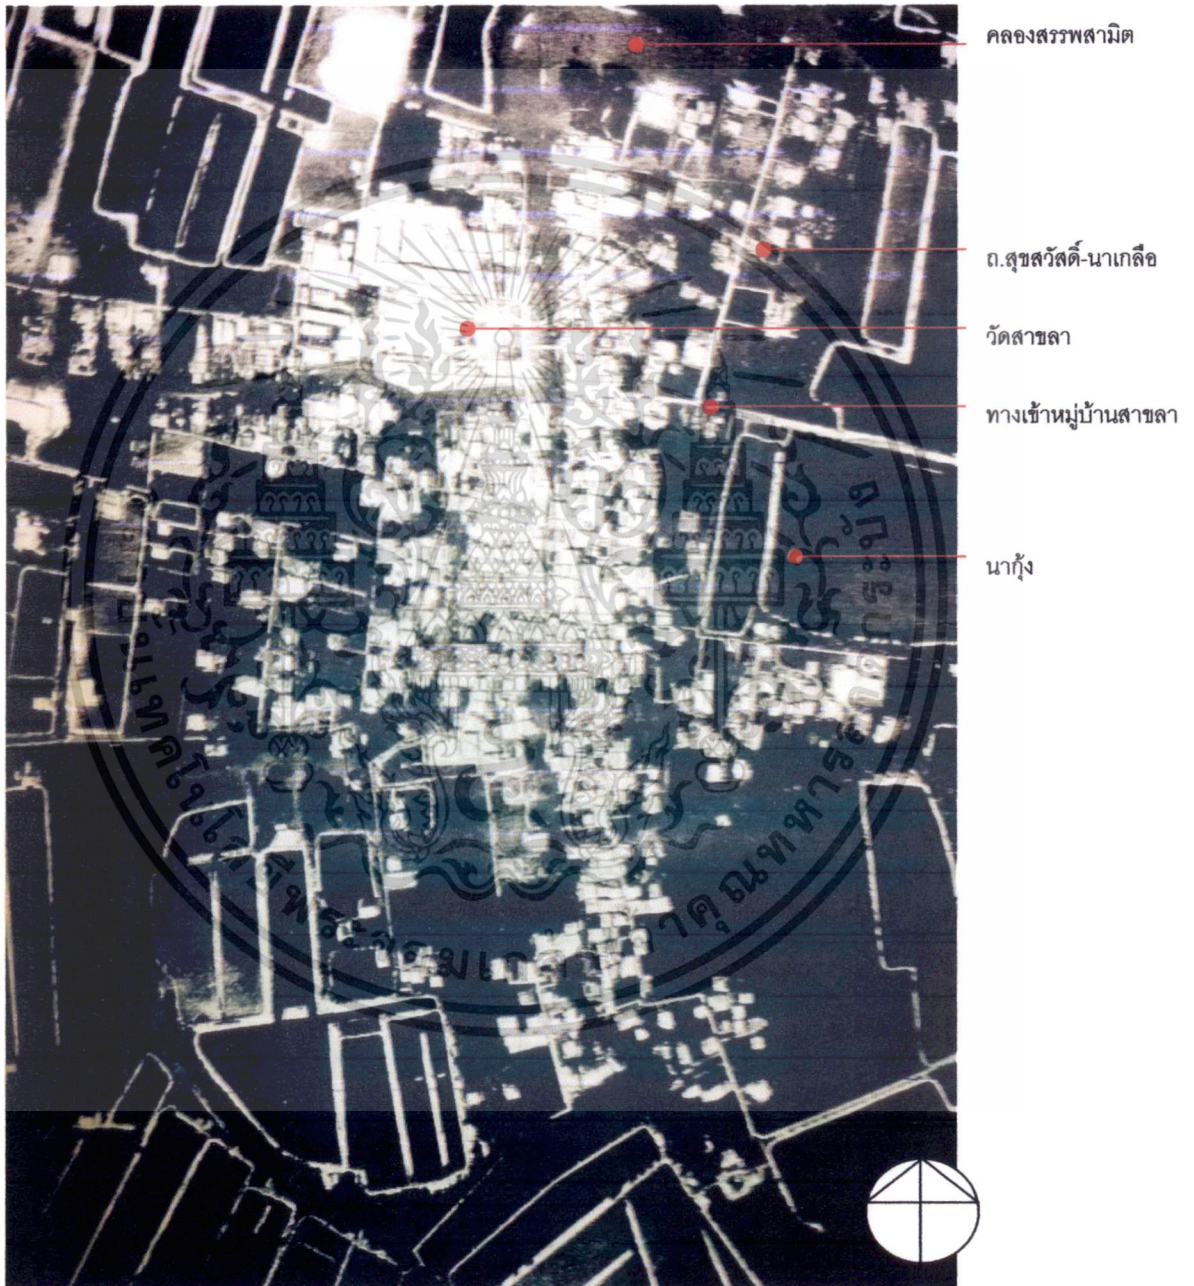 คลองสรรพสามิต
ถ.สุขสวัสดิ์-นาเกลือ
วัดสาขลา
ทางเข้าหมู่บ้านสาขลา
นากุ้ง